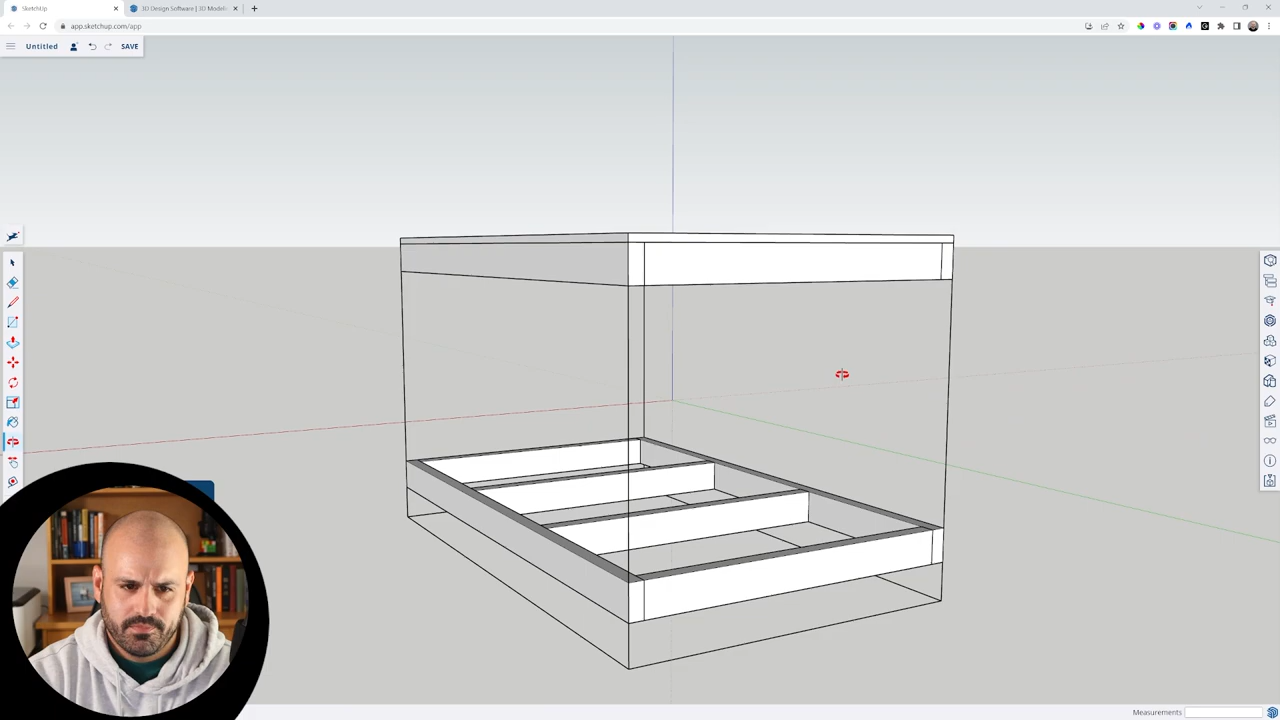 SketchUp
3D Design Software | 3D Modeli
app.sketchup.com/app
Untitled
SAVE
Measurements